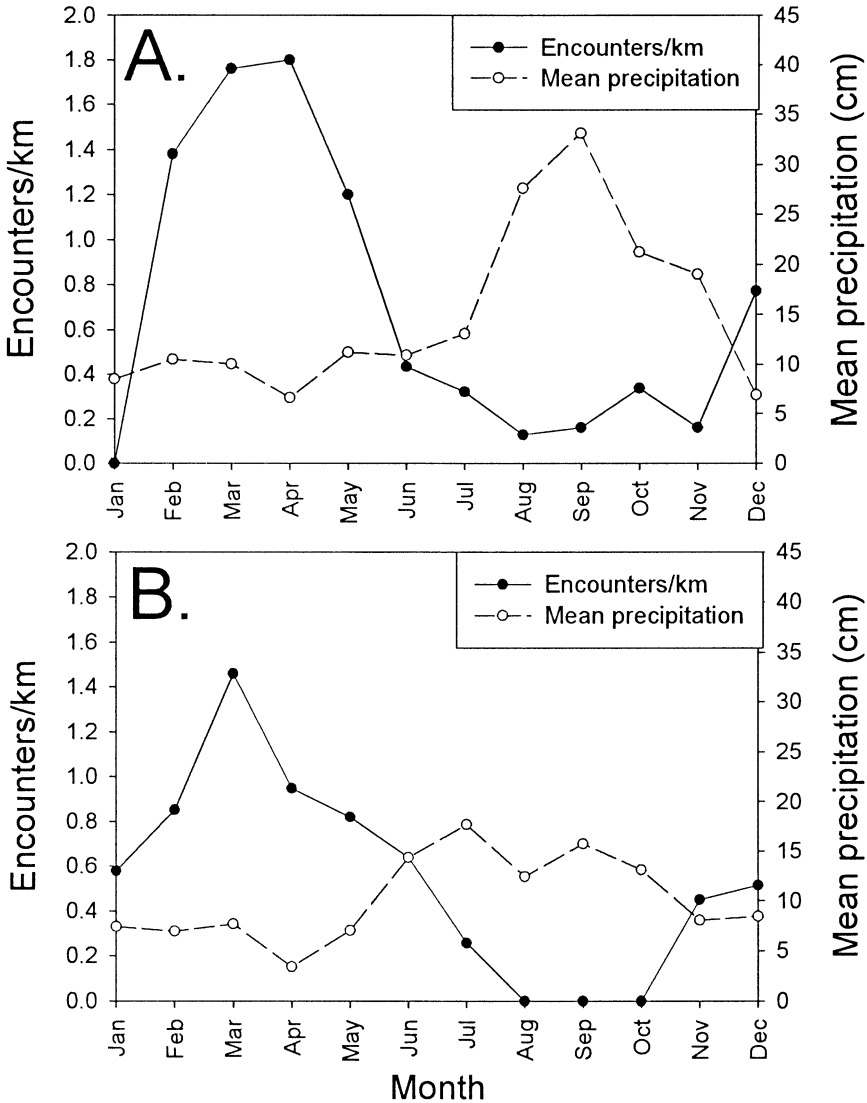 A.
Encounters/km
Mean precipitation
2.0
1.8
1.6
1.4
1.2
1.0
0.8
0.6
0.4
0.2
0.0
Encounters/km
45
40
35
30
25
20
15
10
5
0
Mean precipitation (cm)
Jan
Feb
Mar
Apr
May
Jun
Jul
Aug
Sep
Oct
Nov
Dec
B.
Encounters/km
Mean precipitation
2.0
1.8
1.6
1.4
1.2
1.0
0.8
0.6
0.4
0.2
0.0
Encounters/km
45
40
35
30
25
20
15
10
5
0
Mean precipitation (cm)
Jan
Feb
Mar
Apr
May
Jun
Jul
Aug
Sep
Oct
Nov
Dec
Month